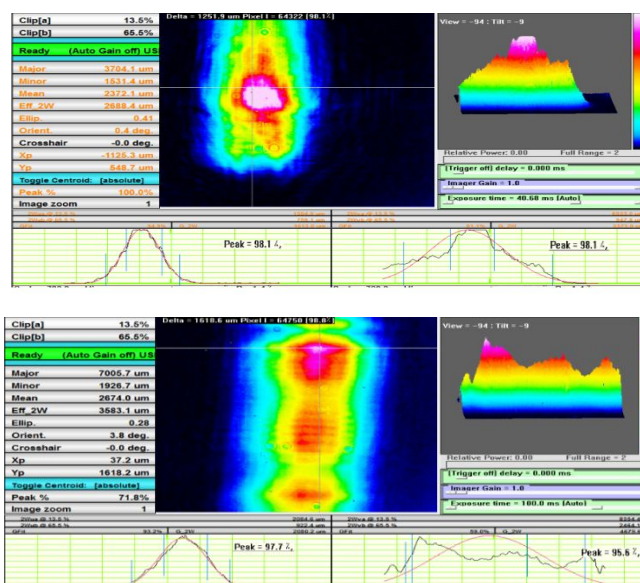 Clip[a] 13.5%
Clip[b] 65.5%
Ready (Auto Gain off) US
Major 3704.1 um
Minor 1531.4 um
Mean 2372.1 um
Eff_2W 2688.4 um
Ellip. 0.41
Orient. 0.4 deg.
Crosshair -0.0 deg.
Xp -1125.3 um
Yp 548.7 um
Toggle Centroid: [absolute]
Peak % 100.0%
Image zoom 1
Delta = 1251.9 um Pixel I = 64322 (98.1%)
View = -94 : Tilt = -9
Relative Power: 0.00 Full Range = 2
[Trigger off] delay = 0.000 ms
Imager Gain = 1.0
Exposure time = 40.68 ms [Auto]
Peak = 98.1 %
Peak = 98.1 %
Clip[a] 13.5%
Clip[b] 65.5%
Ready (Auto Gain off) US
Major 7005.7 um
Minor 1926.7 um
Mean 2674.0 um
Eff_2W 3583.1 um
Ellip. 0.28
Orient. 3.8 deg.
Crosshair -0.0 deg.
Xp 37.2 um
Yp 1618.2 um
Toggle Centroid: [absolute]
Peak % 71.8%
Image zoom 1
Delta = 1618.6 um Pixel I = 64750 (98.8%)
View = -94 : Tilt = -9
Relative Power: 0.00 Full Range = 2
[Trigger off] delay = 0.000 ms
Imager Gain = 1.0
Exposure time = 100.0 ms [Auto]
Peak = 97.7 %
Peak = 95.6 %